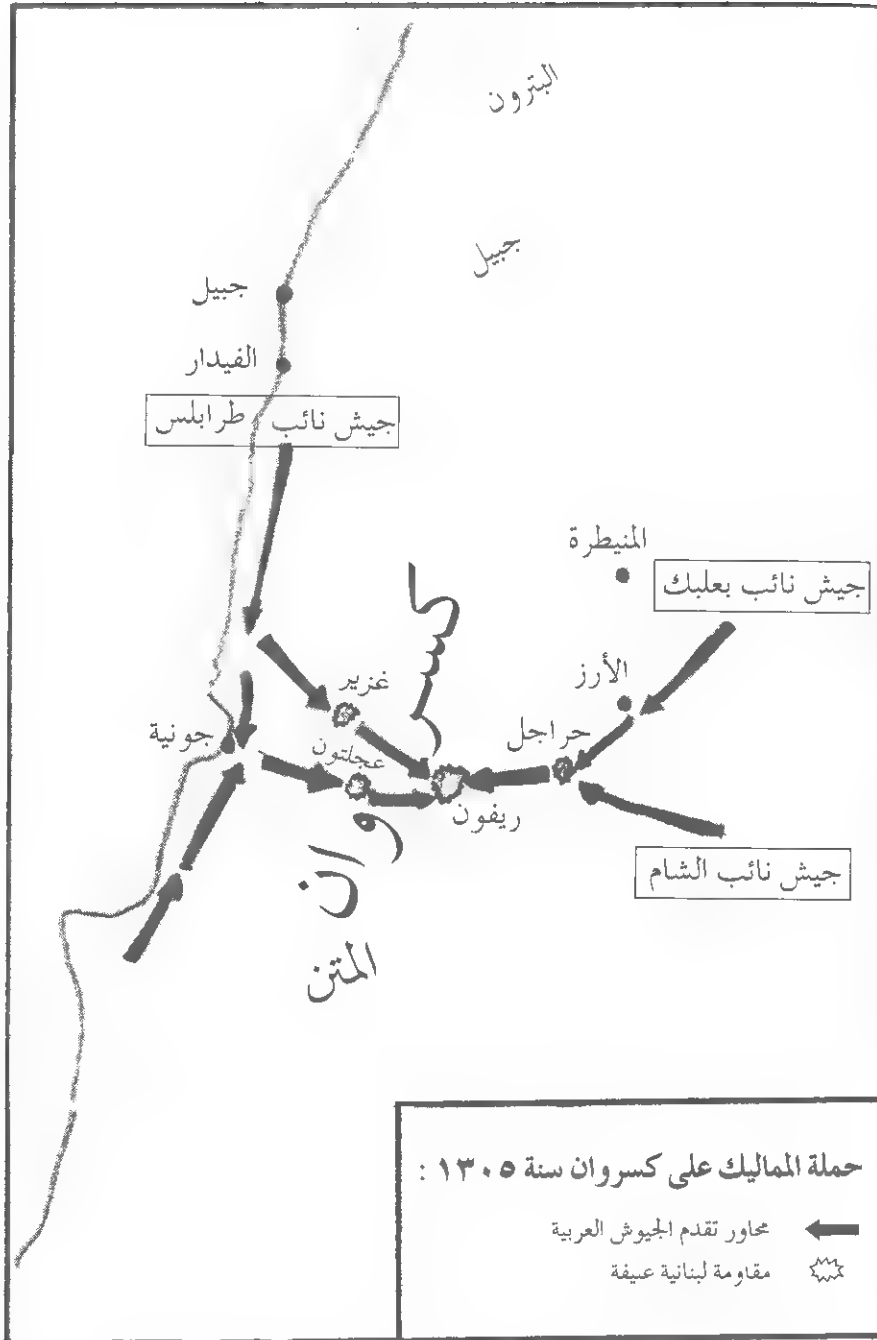 البترون
جبيل
جبيل
الفيدار
جيش نائب طرابلس
المنيطرة
جيش نائب بعلبك
كسروان
الأرز
غزير
حراجل
جونية
عجلتون
ريفون
جيش نائب الشام
المتن
حملة المماليك على كسروان سنة ١٣٠٥ :
محاور تقدم الجيوش العربية
مقاومة لبنانية عنيفة